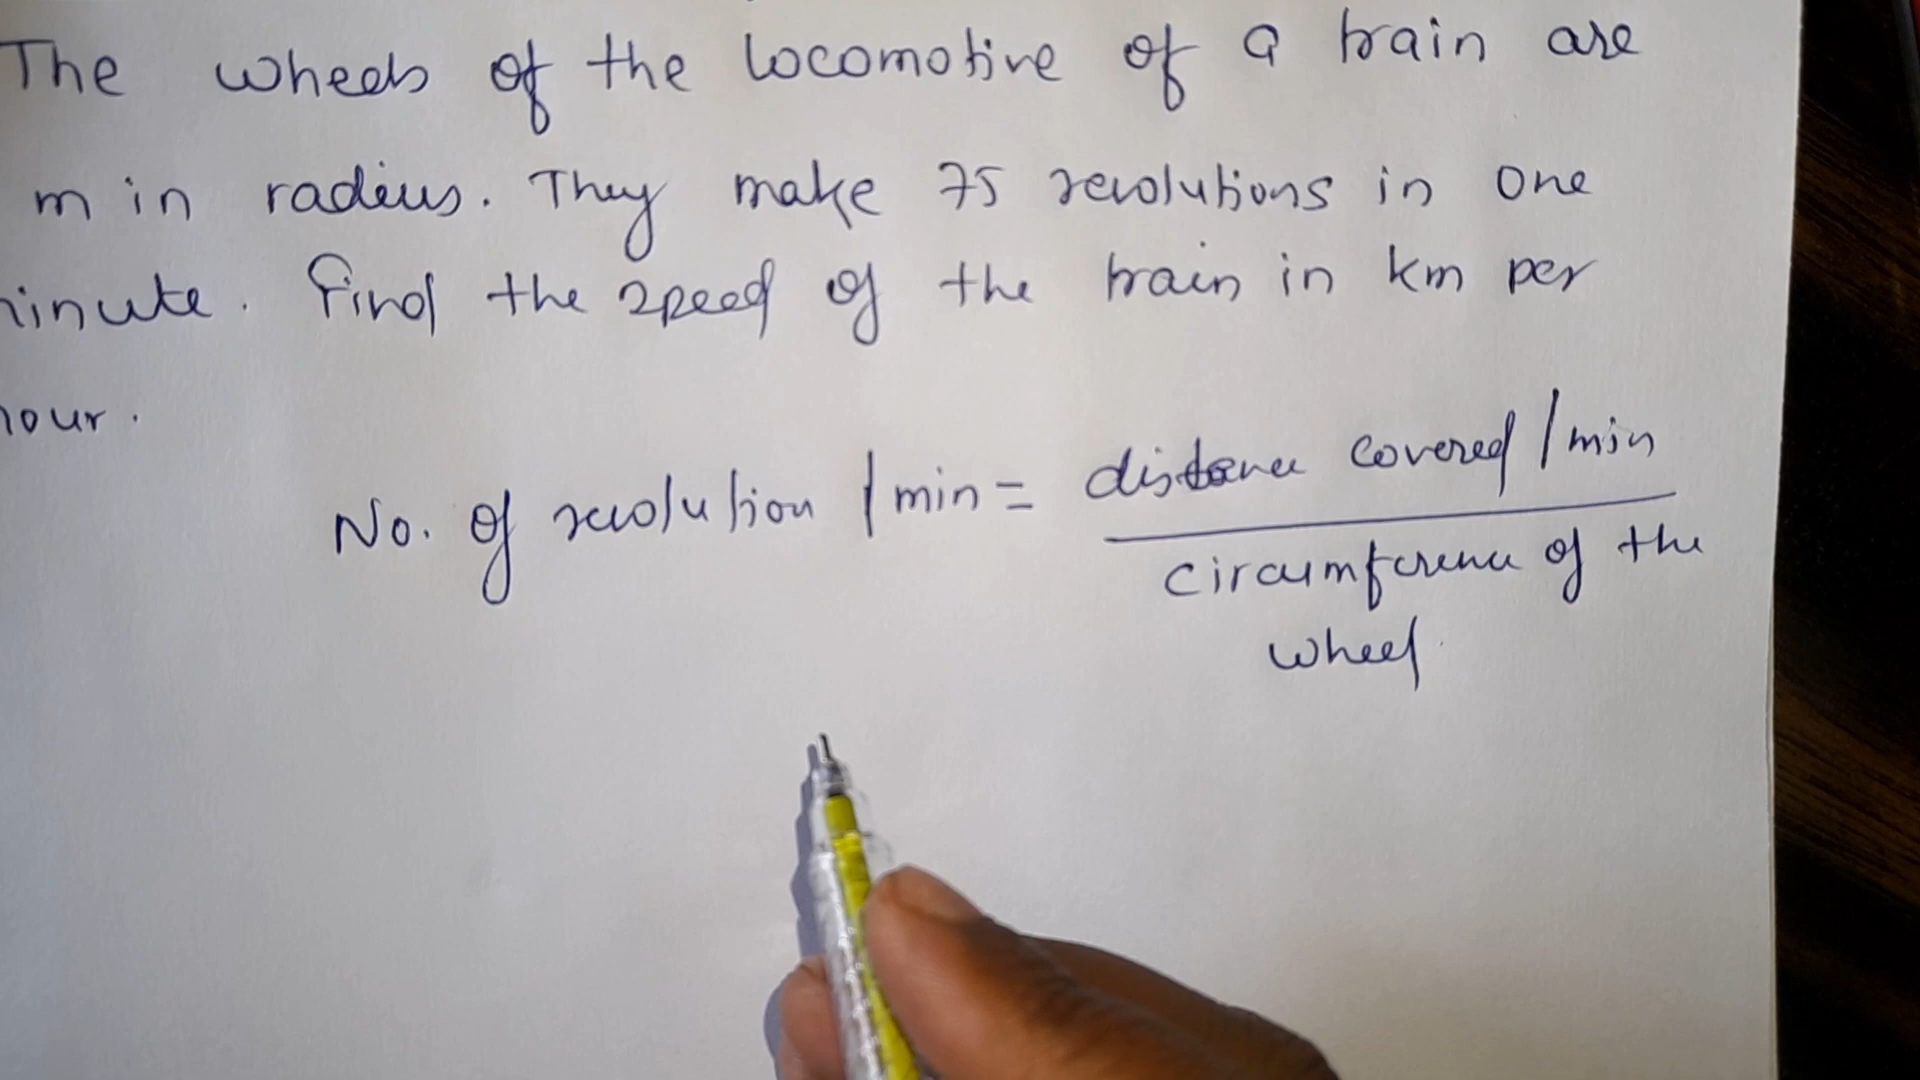 The wheels of the locomotive of a train are
m in radius. They make 75 revolutions in one
inute. Find the speed of the train in km per
hour.
No. of revolution / min = distance covered / min
circumference of the
wheel